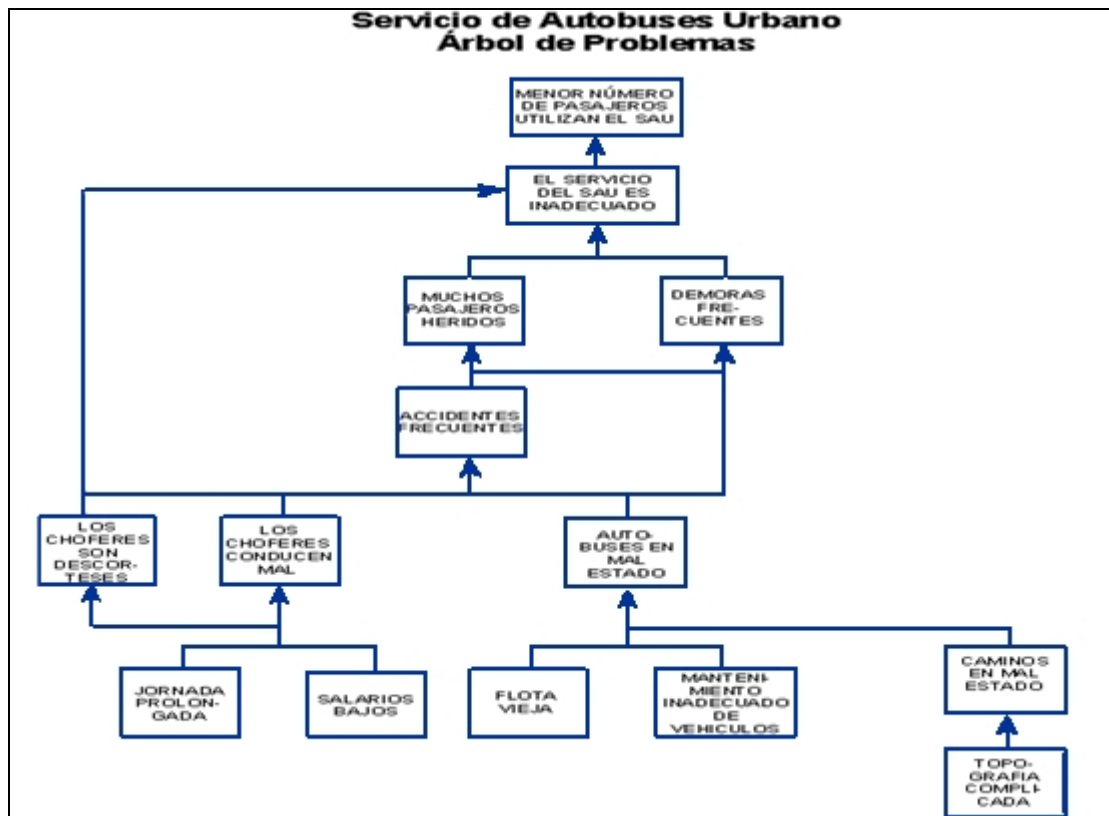 Servicio de Autobuses Urbano
Árbol de Problemas
MENOR NÚMERO
DE PASAJEROS
UTILIZAN EL SAU
EL SERVICIO
DEL SAU ES
INADECUADO
MUCHOS
PASAJEROS
HERIDOS
DEMORAS
FRE-
CUENTES
ACCIDENTES
FRECUENTES
LOS
CHOFERES
SON
DESCOR-
TESES
LOS
CHOFERES
CONDUCEN
MAL
AUTO-
BUSES EN
MAL
ESTADO
JORNADA
PROLON-
GADA
SALARIOS
BAJOS
FLOTA
VIEJA
MANTENI-
MIENTO
INADECUADO
DE
VEHICULOS
CAMINOS
EN MAL
ESTADO
TOPO-
GRAFIA
COMPLI-
CADA